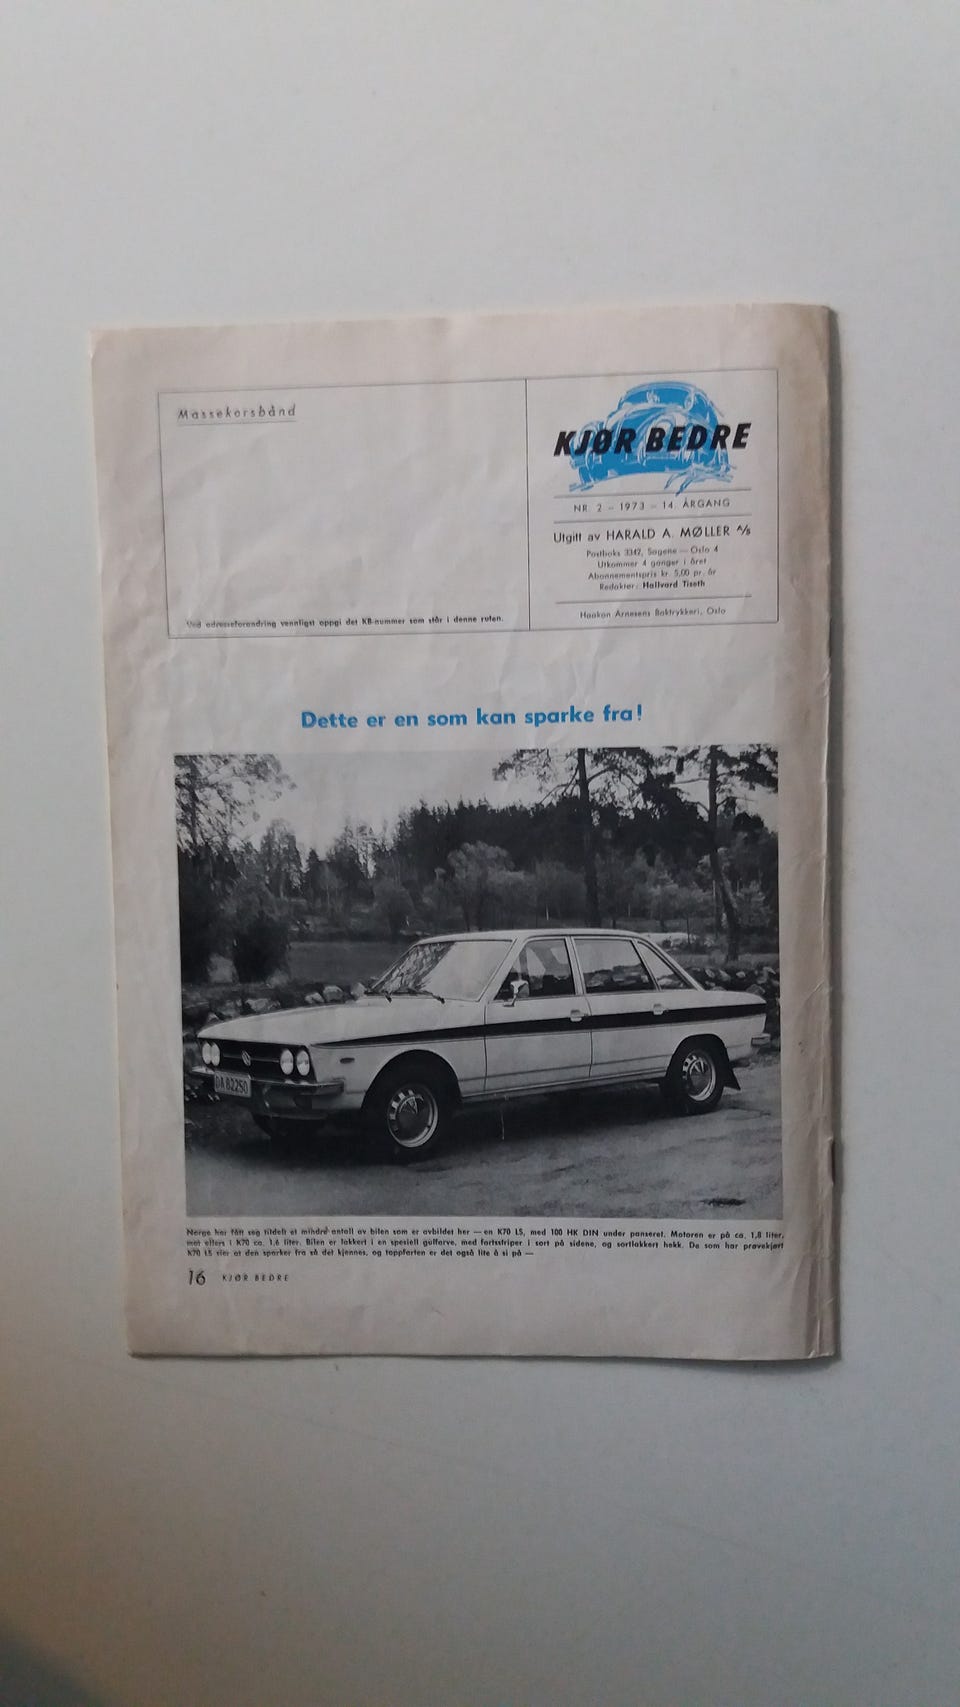 Massekorsbånd
Ved adresseforandring vennligst oppgi det KB-nummer som står i denne ruten.
KJØR BEDRE
NR. 2 – 1973 – 14. ÅRGANG
Utgitt av HARALD A. MØLLER A/S
Postboks 3342, Sagene — Oslo 4
Utkommer 4 ganger i året
Abonnementspris kr. 5,00 pr. år
Redaktør: Hallvard Tiseth
Haakon Arnesens Boktrykkeri, Oslo
Dette er en som kan sparke fra!
DA 82250
Norge har fått seg tildelt et mindre antall av bilen som er avbildet her — en K70 LS, med 100 HK DIN under panseret. Motoren er på ca. 1,8 liter,
mot ellers i K70 ca. 1,6 liter. Bilen er lakkert i en spesiell gulfarve, med fartsstriper i sort på sidene, og sortlakkert hekk. De som har prøvekjørt
K70 LS sier at den sparker fra så det kjennes, og toppfarten er det også lite å si på —
16 KJØR BEDRE